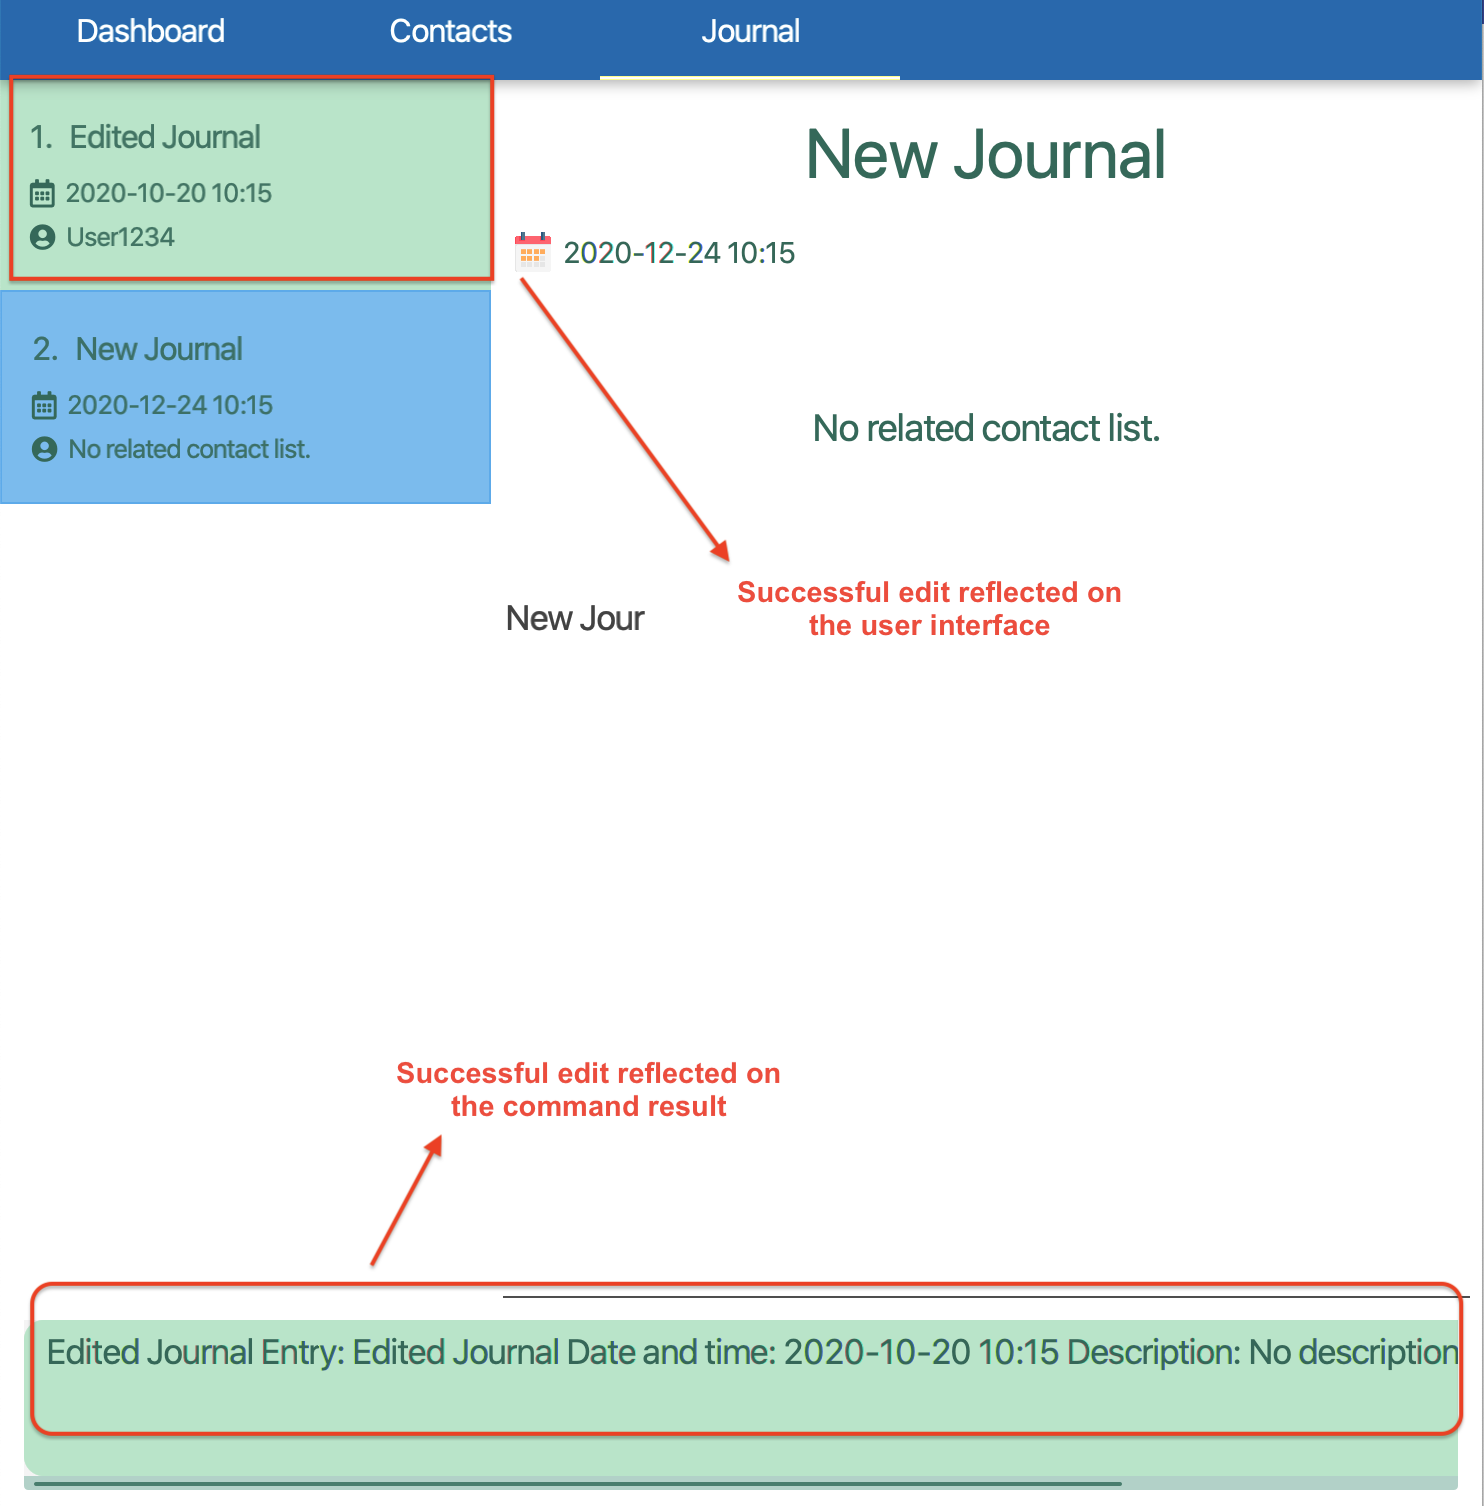 Dashboard Contacts Journal
1. Edited Journal
2020-10-20 10:15
User1234
2. New Journal
2020-12-24 10:15
No related contact list.
New Journal
2020-12-24 10:15
No related contact list.
New Jour
Successful edit reflected on
the user interface
Successful edit reflected on
the command result
Edited Journal Entry: Edited Journal Date and time: 2020-10-20 10:15 Description: No description